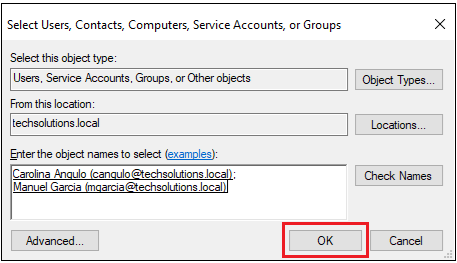 Select Users, Contacts, Computers, Service Accounts, or Groups
Select this object type:
Users, Service Accounts, Groups, or Other objects
Object Types...
From this location:
techsolutions.local
Locations...
Enter the object names to select (examples):
Carolina Angulo (cangulo@techsolutions.local);
Manuel Garcia (mgarcia@techsolutions.local)
Check Names
Advanced...
OK
Cancel